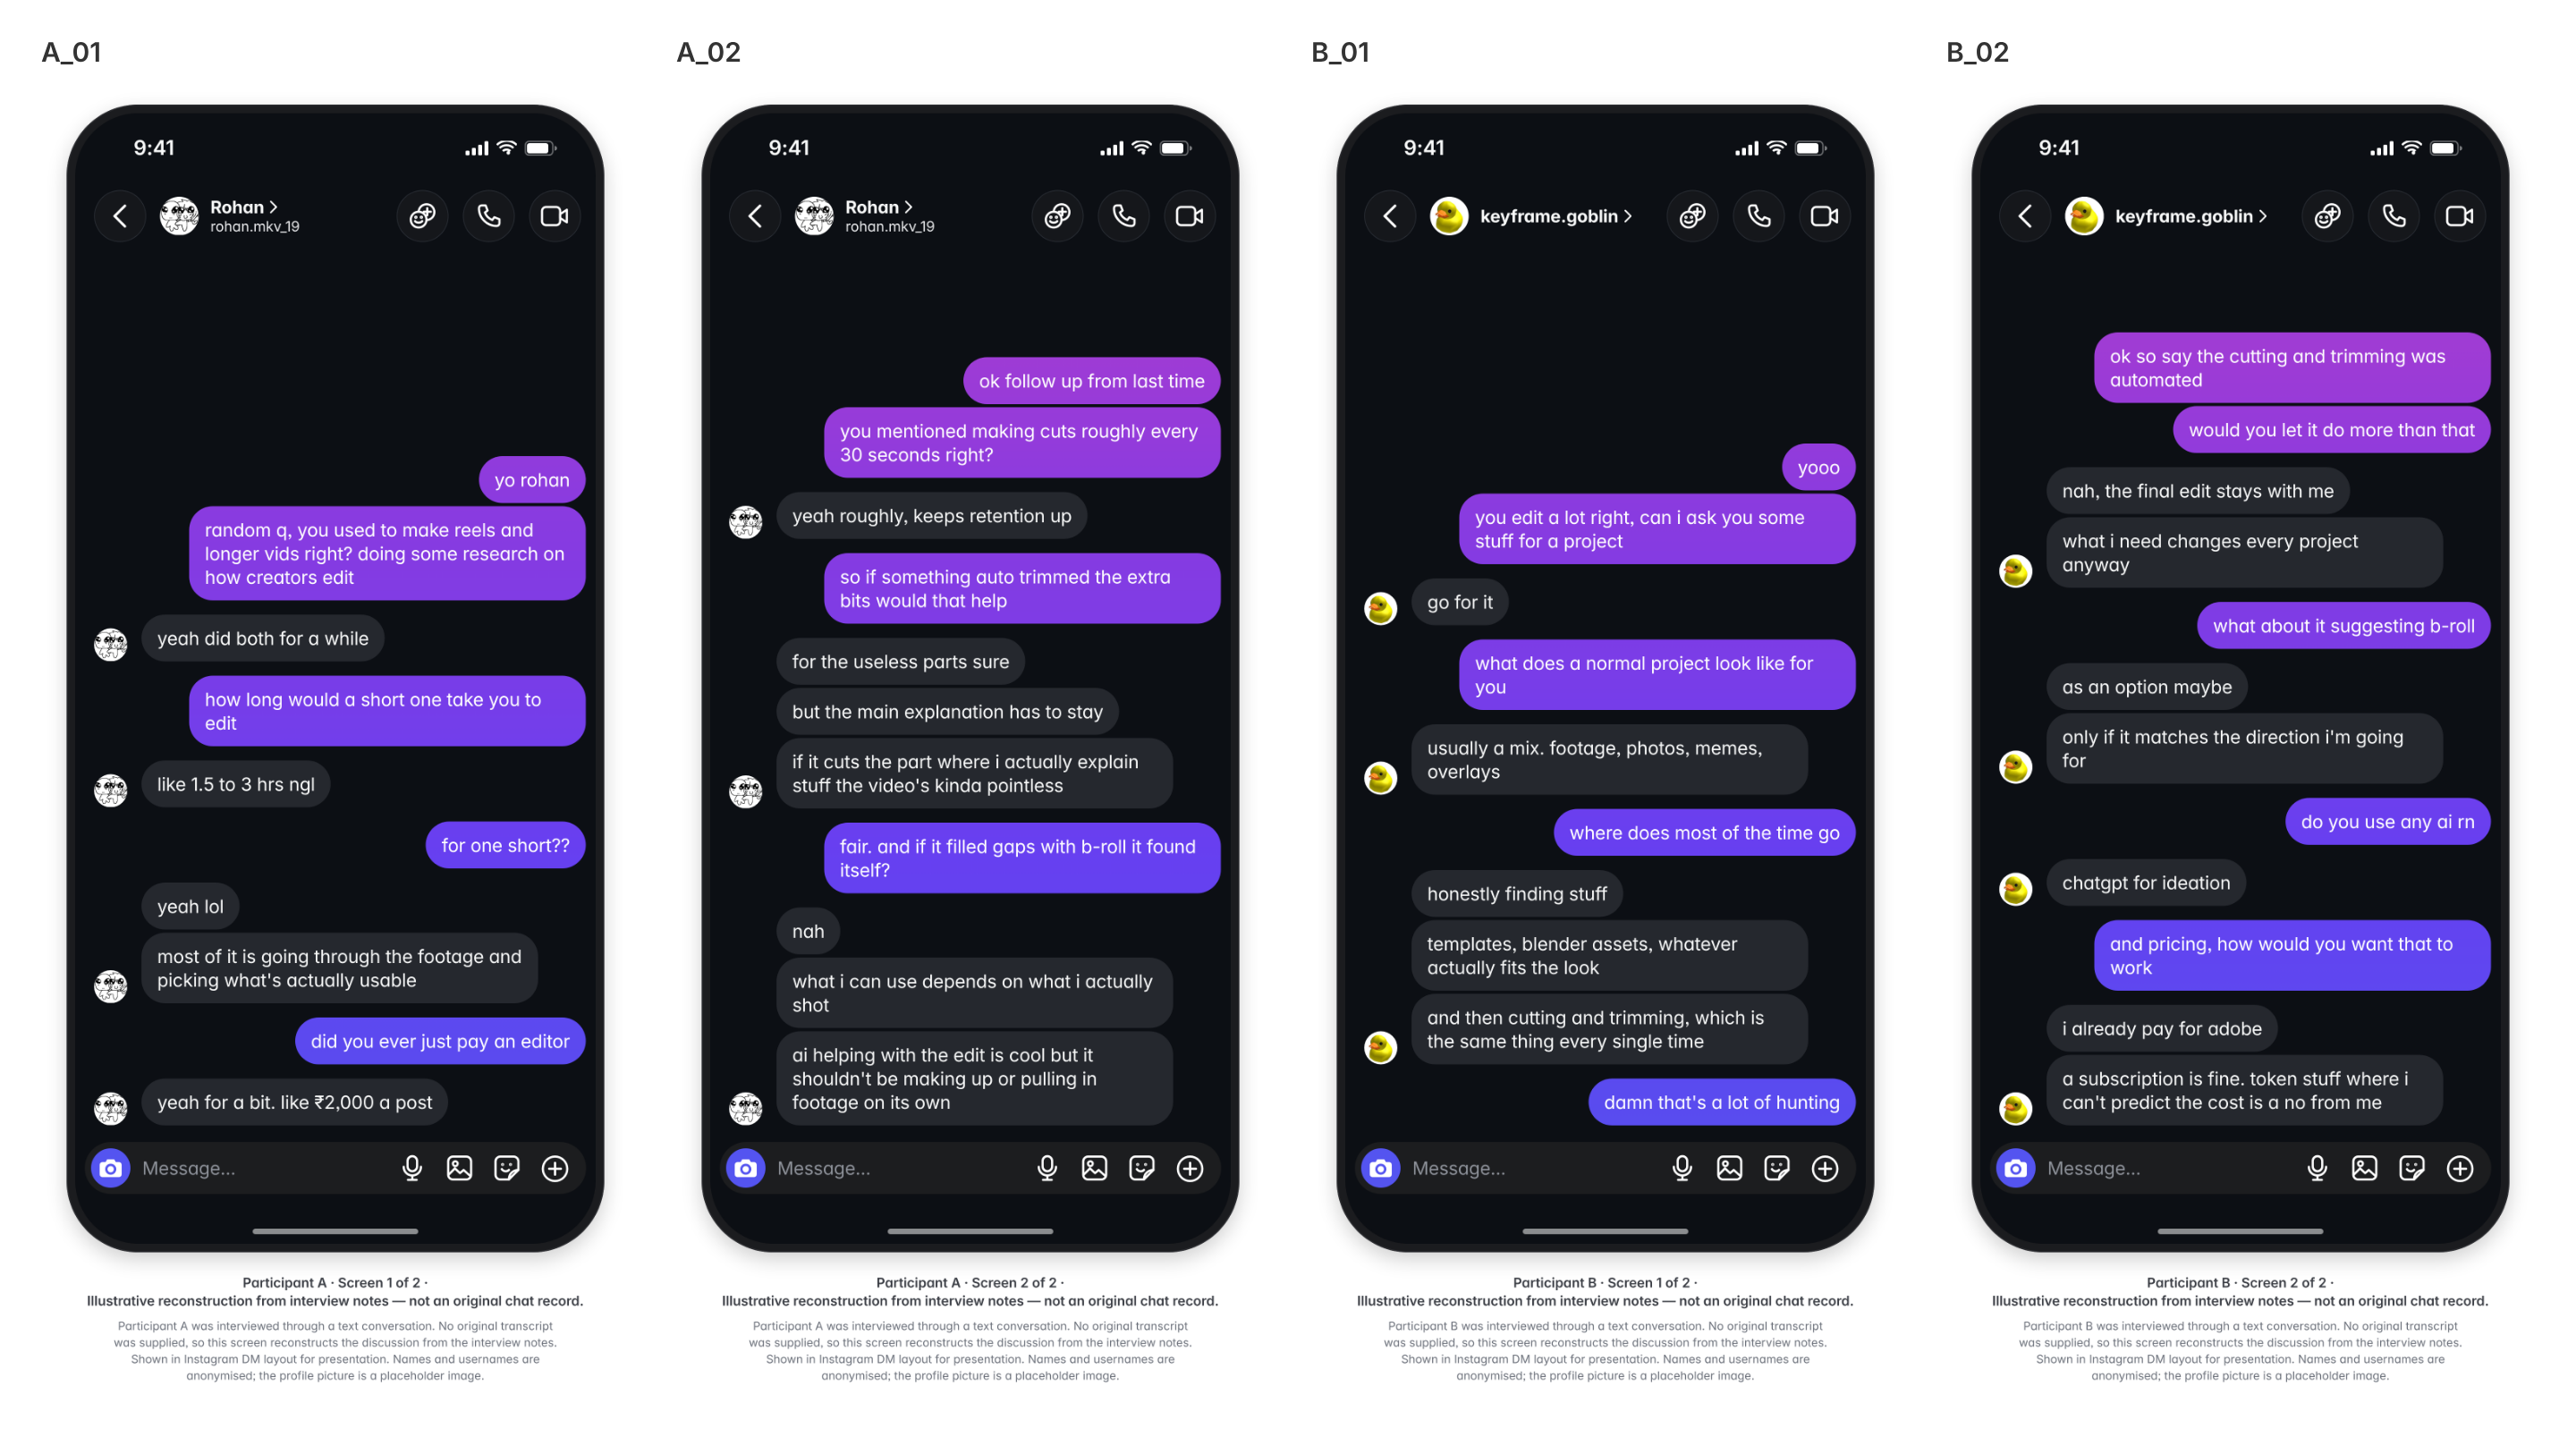 A_01
9:41
Rohan >
rohan.mkv_19
yo rohan
random q, you used to make reels and
longer vids right? doing some research on
how creators edit
yeah did both for a while
how long would a short one take you to
edit
like 1.5 to 3 hrs ngl
for one short??
yeah lol
most of it is going through the footage and
picking what's actually usable
did you ever just pay an editor
yeah for a bit. like ₹2,000 a post
Message...
Participant A · Screen 1 of 2 ·
Illustrative reconstruction from interview notes — not an original chat record.
Participant A was interviewed through a text conversation. No original transcript
was supplied, so this screen reconstructs the discussion from the interview notes.
Shown in Instagram DM layout for presentation. Names and usernames are
anonymised; the profile picture is a placeholder image.
A_02
9:41
Rohan >
rohan.mkv_19
ok follow up from last time
you mentioned making cuts roughly every
30 seconds right?
yeah roughly, keeps retention up
so if something auto trimmed the extra
bits would that help
for the useless parts sure
but the main explanation has to stay
if it cuts the part where i actually explain
stuff the video's kinda pointless
fair. and if it filled gaps with b-roll it found
itself?
nah
what i can use depends on what i actually
shot
ai helping with the edit is cool but it
shouldn't be making up or pulling in
footage on its own
Message...
Participant A · Screen 2 of 2 ·
Illustrative reconstruction from interview notes — not an original chat record.
Participant A was interviewed through a text conversation. No original transcript
was supplied, so this screen reconstructs the discussion from the interview notes.
Shown in Instagram DM layout for presentation. Names and usernames are
anonymised; the profile picture is a placeholder image.
B_01
9:41
keyframe.goblin >
yooo
you edit a lot right, can i ask you some
stuff for a project
go for it
what does a normal project look like for
you
usually a mix. footage, photos, memes,
overlays
where does most of the time go
honestly finding stuff
templates, blender assets, whatever
actually fits the look
and then cutting and trimming, which is
the same thing every single time
damn that's a lot of hunting
Message...
Participant B · Screen 1 of 2 ·
Illustrative reconstruction from interview notes — not an original chat record.
Participant B was interviewed through a text conversation. No original transcript
was supplied, so this screen reconstructs the discussion from the interview notes.
Shown in Instagram DM layout for presentation. Names and usernames are
anonymised; the profile picture is a placeholder image.
B_02
9:41
keyframe.goblin >
ok so say the cutting and trimming was
automated
would you let it do more than that
nah, the final edit stays with me
what i need changes every project
anyway
what about it suggesting b-roll
as an option maybe
only if it matches the direction i'm going
for
do you use any ai rn
chatgpt for ideation
and pricing, how would you want that to
work
i already pay for adobe
a subscription is fine. token stuff where i
can't predict the cost is a no from me
Message...
Participant B · Screen 2 of 2 ·
Illustrative reconstruction from interview notes — not an original chat record.
Participant B was interviewed through a text conversation. No original transcript
was supplied, so this screen reconstructs the discussion from the interview notes.
Shown in Instagram DM layout for presentation. Names and usernames are
anonymised; the profile picture is a placeholder image.